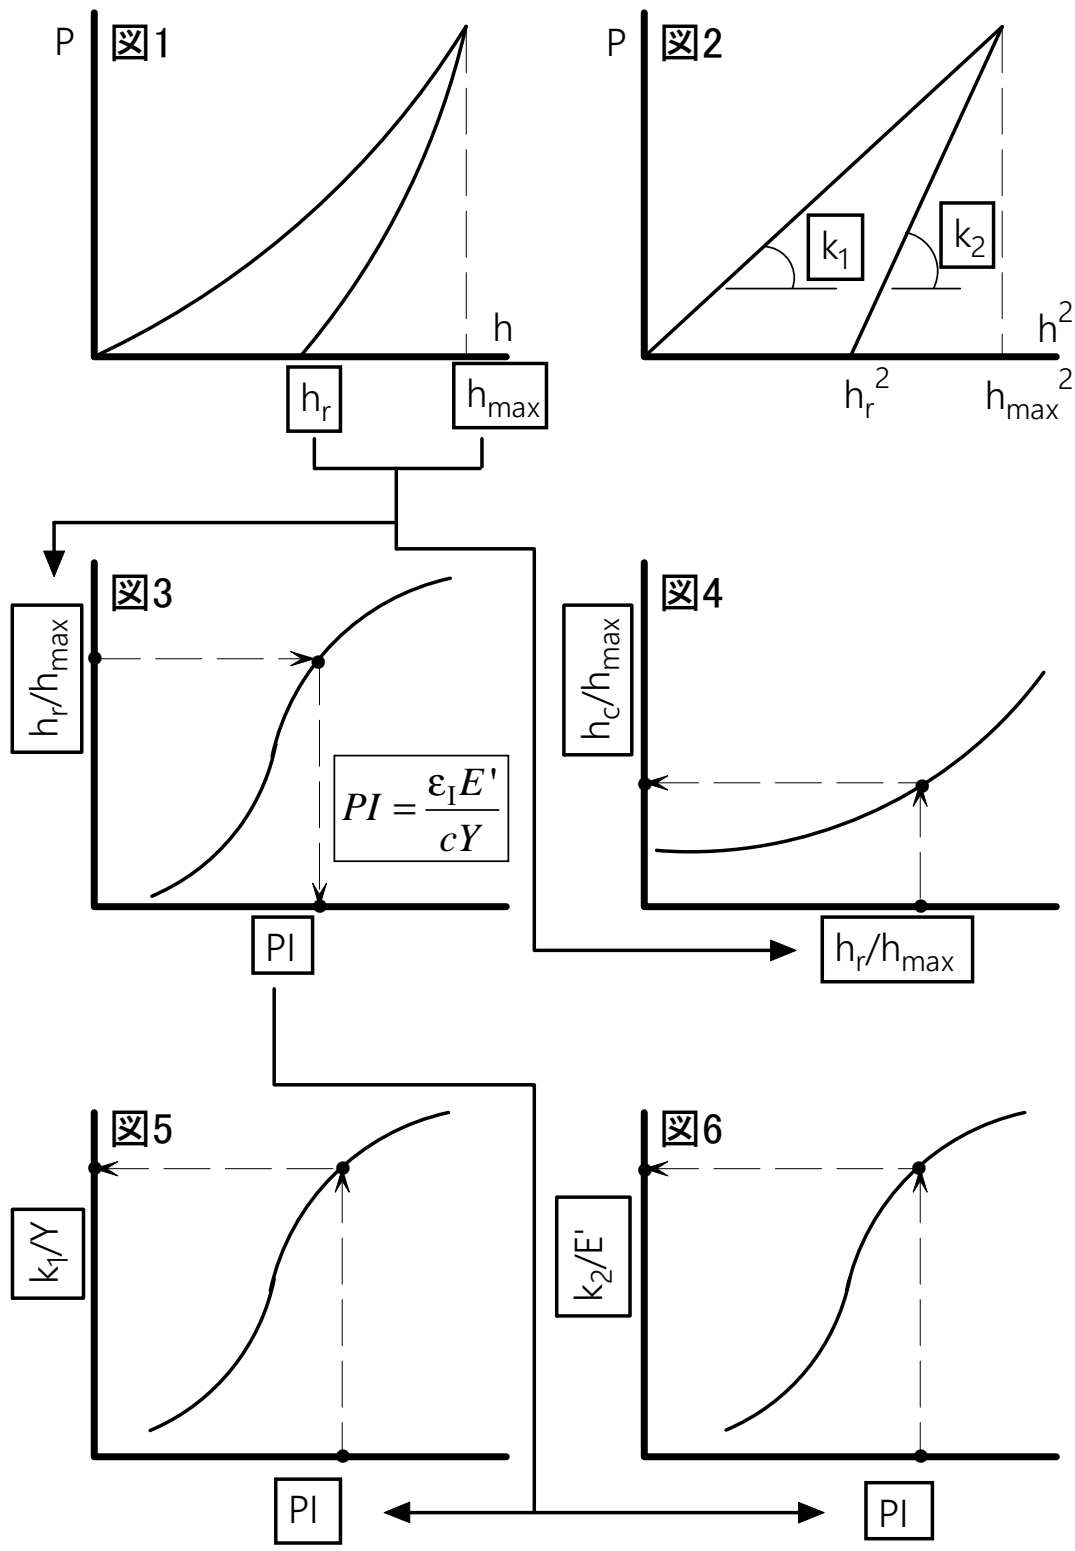 P
図1
h
h_r
h_max
P
図2
k_1
k_2
h^2
h_r^2
h_max^2
図3
h_r/h_max
PI = ε_I E' / cY
PI
図4
h_c/h_max
h_r/h_max
図5
k_1/Y
PI
図6
k_2/E'
PI